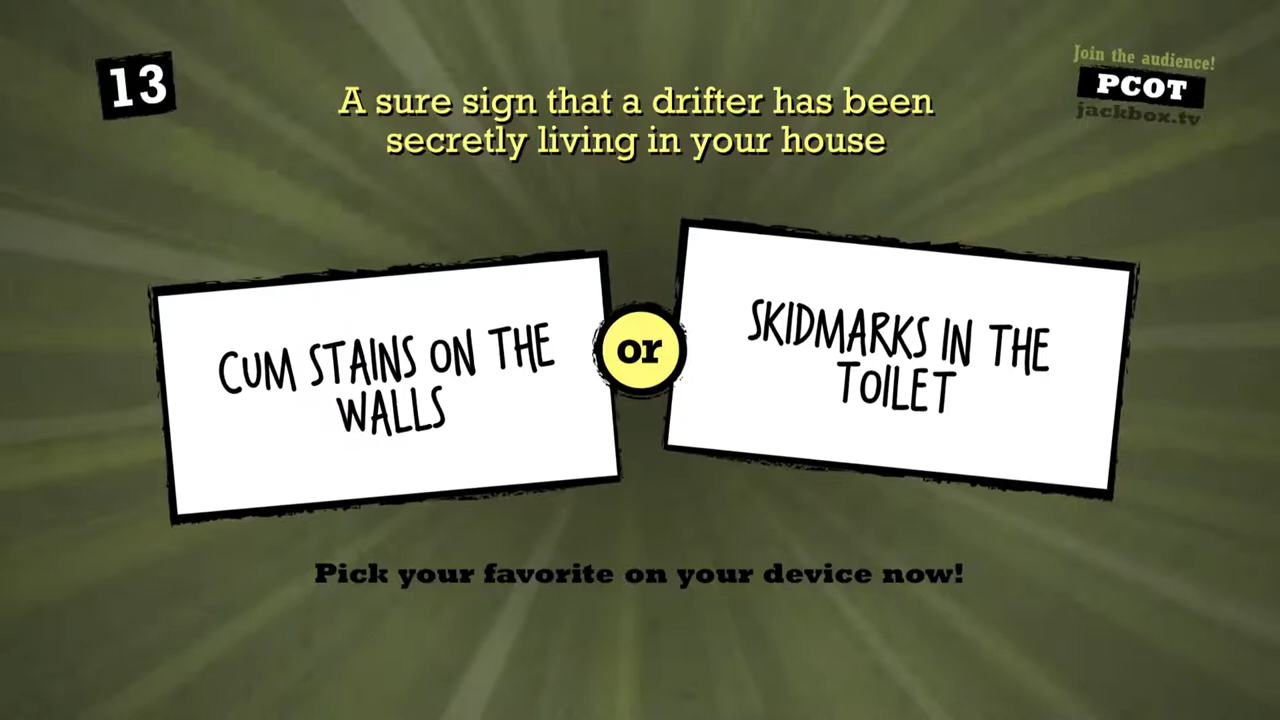 13
A sure sign that a drifter has been
secretly living in your house
Join the audience!
PCOT
jackbox.tv
CUM STAINS ON THE
WALLS
or
SKIDMARKS IN THE
TOILET
Pick your favorite on your device now!